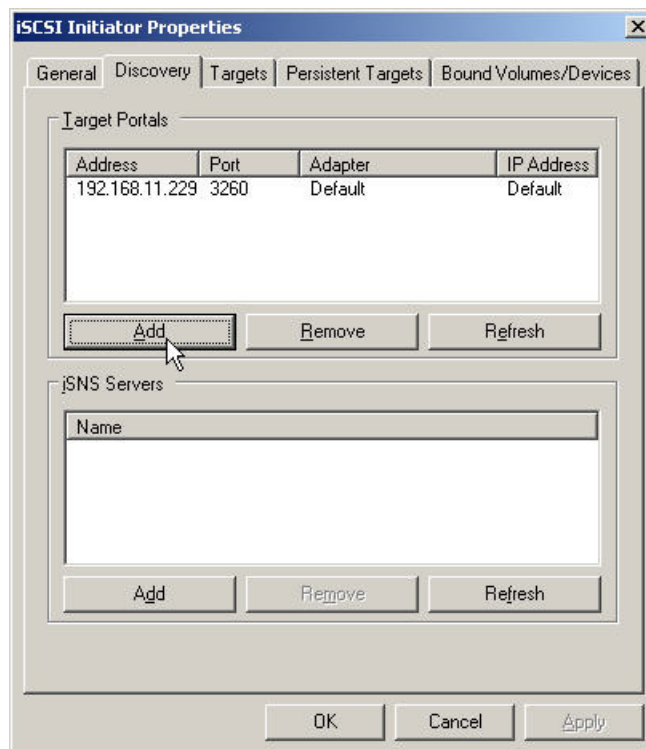 iSCSI Initiator Properties
General Discovery Targets Persistent Targets Bound Volumes/Devices
Target Portals
Address Port Adapter IP Address
192.168.11.229 3260 Default Default
Add Remove Refresh
iSNS Servers
Name
Add Remove Refresh
OK Cancel Apply